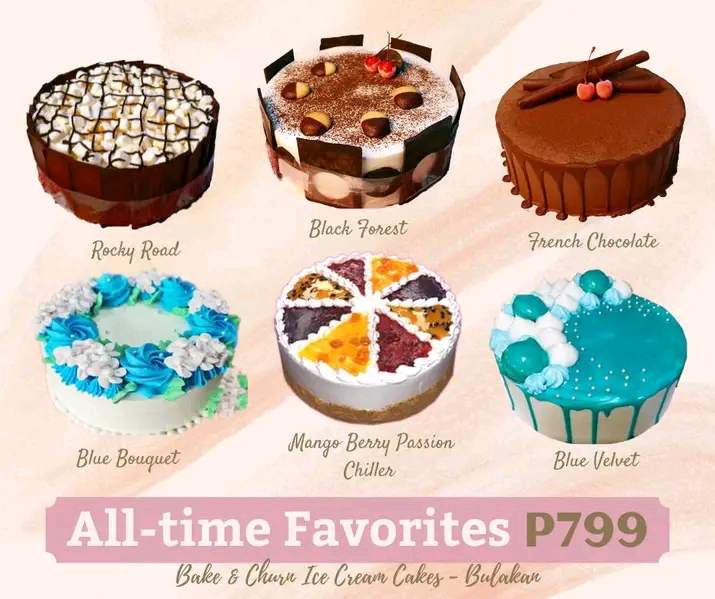 Rocky Road
Black Forest
French Chocolate
Blue Bouquet
Mango Berry Passion
Chiller
Blue Velvet
All-time Favorites P799
Bake & Churn Ice Cream Cakes - Bulakan